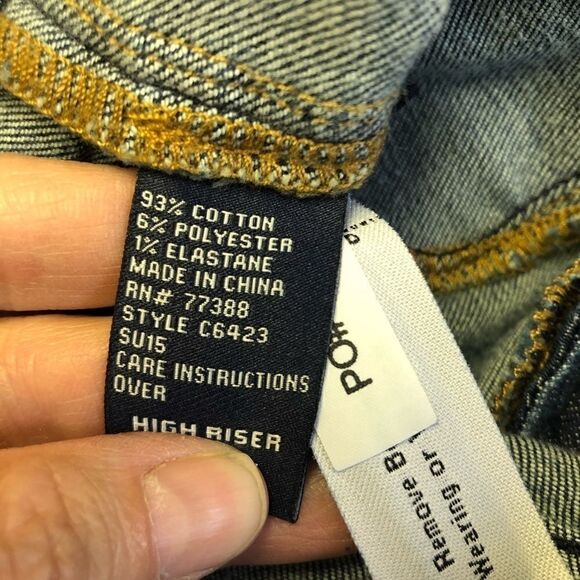 93% COTTON
6% POLYESTER
1% ELASTANE
MADE IN CHINA
RN# 77388
STYLE C6423
SU15
CARE INSTRUCTIONS
OVER
HIGH RISER
PO#
Remove
Wearing or